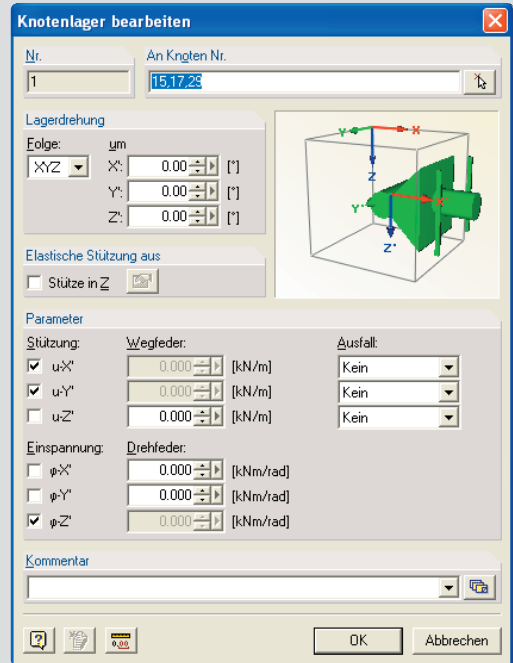 Knotenlager bearbeiten
Nr. An Knoten Nr.
1 15,17,29
Lagerdrehung
Folge: um
XYZ X': 0.00 [°]
Y': 0.00 [°]
Z': 0.00 [°]
Y X
Z
Y' X'
Z'
Elastische Stützung aus
Stütze in Z
Parameter
Stützung: Wegfeder: Ausfall:
u-X' 0.000 [kN/m] Kein
u-Y' 0.000 [kN/m] Kein
u-Z' 0.000 [kN/m] Kein
Einspannung: Drehfeder:
φ-X' 0.000 [kNm/rad]
φ-Y' 0.000 [kNm/rad]
φ-Z' 0.000 [kNm/rad]
Kommentar
0.00 OK Abbrechen